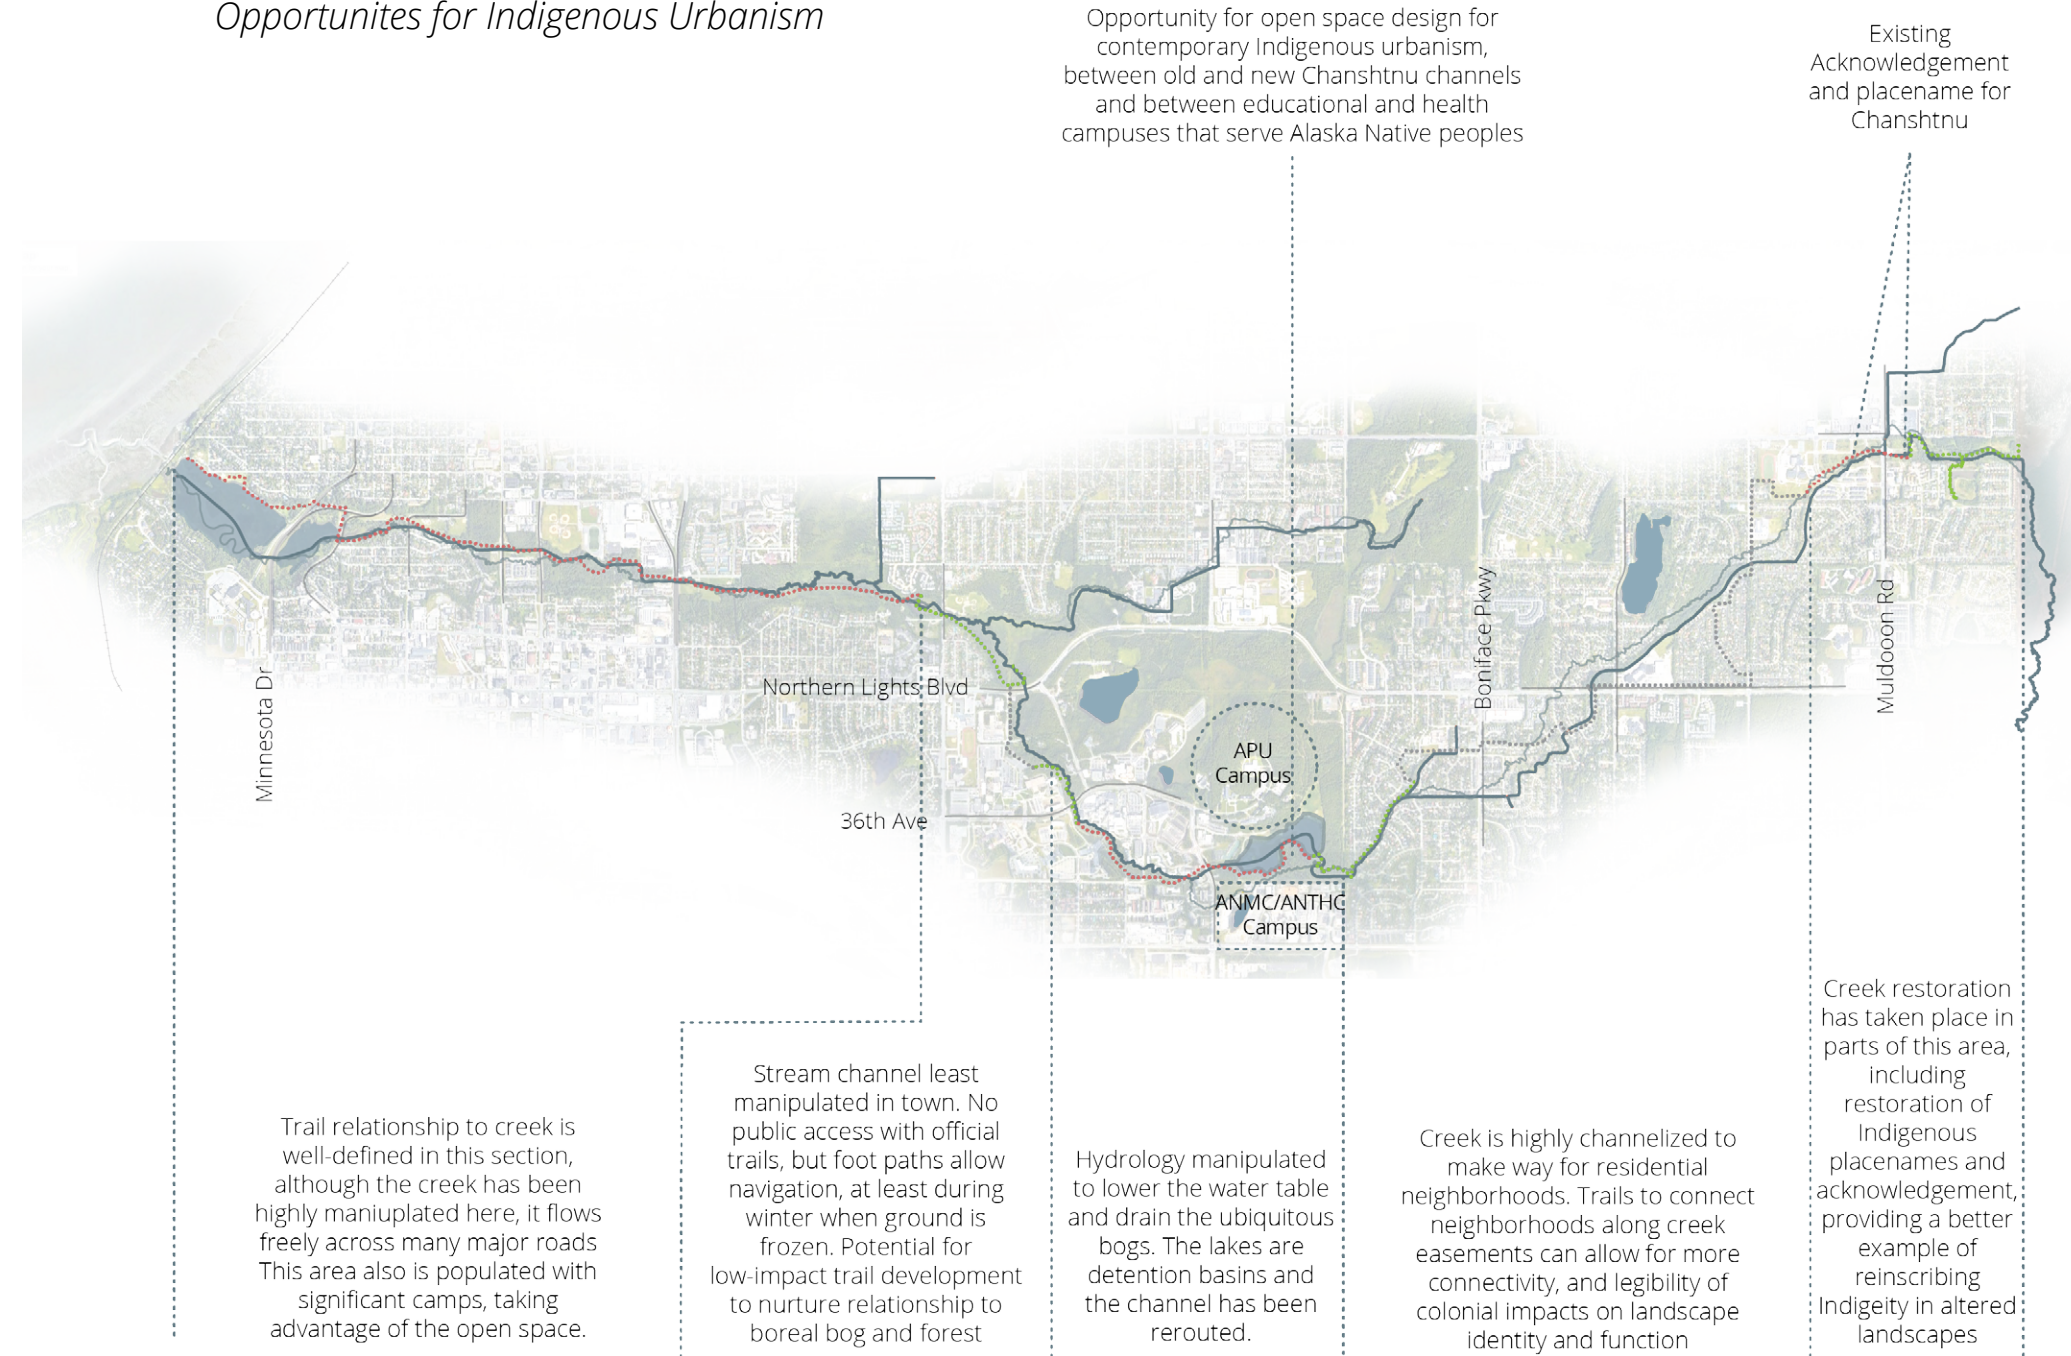 Opportunites for Indigenous Urbanism
Opportunity for open space design for
contemporary Indigenous urbanism,
between old and new Chanshtnu channels
and between educational and health
campuses that serve Alaska Native peoples
Existing
Acknowledgement
and placename for
Chanshtnu
Minnesota Dr
Northern Lights Blvd
36th Ave
APU
Campus
ANMC/ANTHC
Campus
Boniface Pkwy
Muldoon Rd
Trail relationship to creek is
well-defined in this section,
although the creek has been
highly maniuplated here, it flows
freely across many major roads
This area also is populated with
significant camps, taking
advantage of the open space.
Stream channel least
manipulated in town. No
public access with official
trails, but foot paths allow
navigation, at least during
winter when ground is
frozen. Potential for
low-impact trail development
to nurture relationship to
boreal bog and forest
Hydrology manipulated
to lower the water table
and drain the ubiquitous
bogs. The lakes are
detention basins and
the channel has been
rerouted.
Creek is highly channelized to
make way for residential
neighborhoods. Trails to connect
neighborhoods along creek
easements can allow for more
connectivity, and legibility of
colonial impacts on landscape
identity and function
Creek restoration
has taken place in
parts of this area,
including
restoration of
Indigenous
placenames and
acknowledgement,
providing a better
example of
reinscribing
Indigeity in altered
landscapes